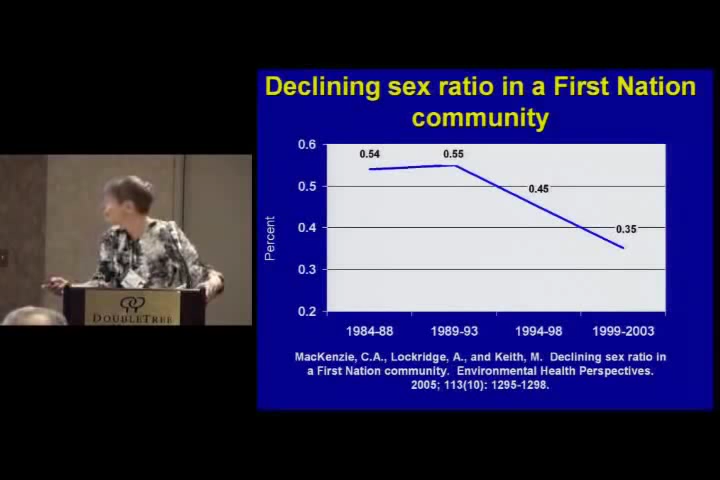 Declining sex ratio in a First Nation
community
0.6
0.5
0.4
0.3
0.2
Percent
0.54
0.55
0.45
0.35
1984-88
1989-93
1994-98
1999-2003
MacKenzie, C.A., Lockridge, A., and Keith, M. Declining sex ratio in
a First Nation community. Environmental Health Perspectives.
2005; 113(10): 1295-1298.
DOUBLETREE